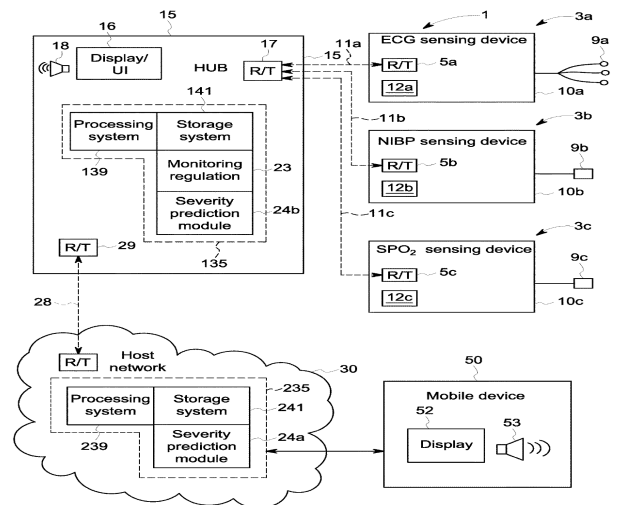 15
1
3a
16
18
Display/
UI
HUB
17
R/T
15
11a
ECG sensing device
R/T
5a
12a
9a
10a
141
Processing
system
Storage
system
139
Monitoring
regulation
23
Severity
prediction
module
24b
135
11b
3b
NIBP sensing device
R/T
5b
12b
9b
10b
11c
3c
SPO₂ sensing device
R/T
5c
12c
9c
10c
R/T
29
28
R/T
Host
network
30
235
Processing
system
Storage
system
241
239
Severity
prediction
module
24a
50
Mobile device
52
53
Display